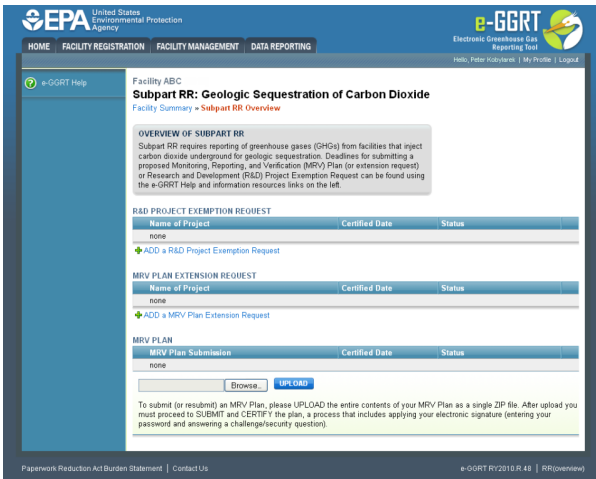 EPA United States
Environmental Protection
Agency
e-GGRT
Electronic Greenhouse Gas
Reporting Tool
HOME FACILITY REGISTRATION FACILITY MANAGEMENT DATA REPORTING
Hello, Peter Kobylarek | My Profile | Logout
e-GGRT Help
Facility ABC
Subpart RR: Geologic Sequestration of Carbon Dioxide
Facility Summary » Subpart RR Overview
OVERVIEW OF SUBPART RR
Subpart RR requires reporting of greenhouse gases (GHGs) from facilities that inject
carbon dioxide underground for geologic sequestration. Deadlines for submitting a
proposed Monitoring, Reporting, and Verification (MRV) Plan (or extension request)
or Research and Development (R&D) Project Exemption Request can be found using
the e-GRRT Help and information resources links on the left.
R&D PROJECT EXEMPTION REQUEST
Name of Project Certified Date Status
none
ADD a R&D Project Exemption Request
MRV PLAN EXTENSION REQUEST
Name of Project Certified Date Status
none
ADD a MRV Plan Extension Request
MRV PLAN
MRV Plan Submission Certified Date Status
none
Browse... UPLOAD
To submit (or resubmit) an MRV Plan, please UPLOAD the entire contents of your MRV Plan as a single ZIP file. After upload you
must proceed to SUBMIT and CERTIFY the plan, a process that includes applying your electronic signature (entering your
password and answering a challenge/security question).
Paperwork Reduction Act Burden Statement | Contact Us
e-GGRT RY2010.R.48 | RR(overview)